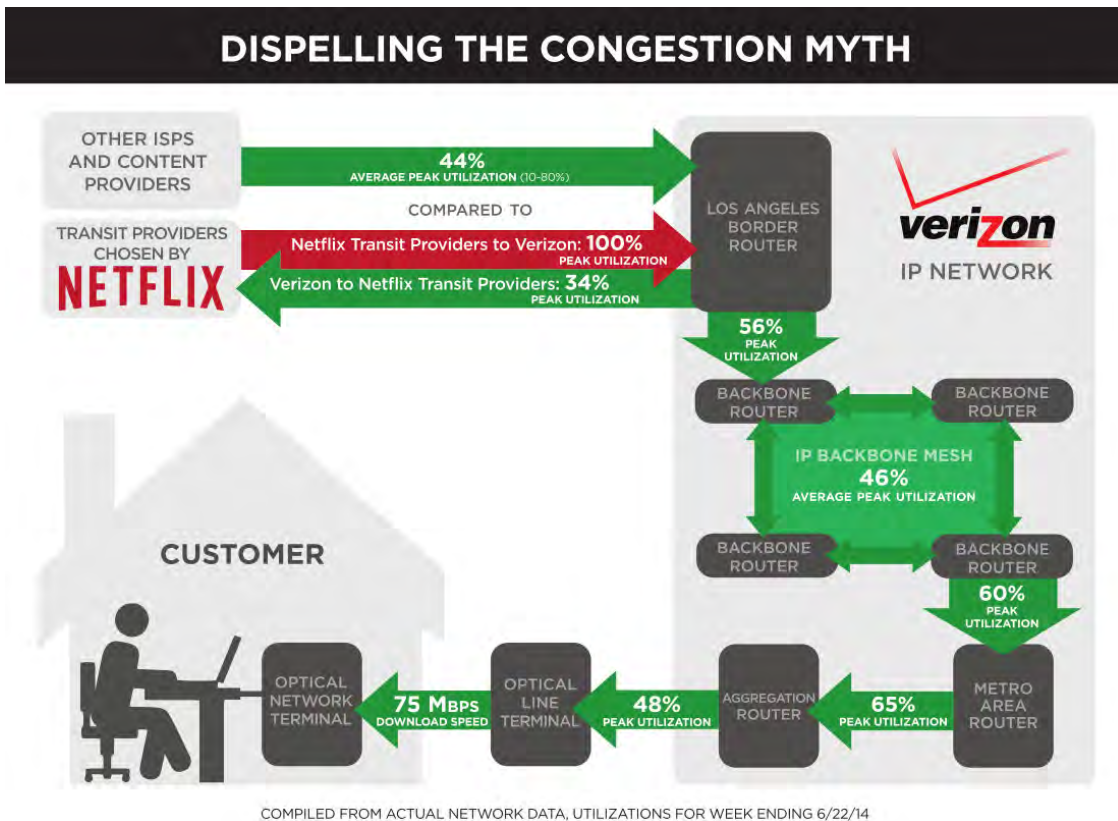 DISPELLING THE CONGESTION MYTH
OTHER ISPS
AND CONTENT
PROVIDERS
44%
AVERAGE PEAK UTILIZATION (10-80%)
COMPARED TO
TRANSIT PROVIDERS
CHOSEN BY
NETFLIX
Netflix Transit Providers to Verizon: 100%
PEAK UTILIZATION
Verizon to Netflix Transit Providers: 34%
PEAK UTILIZATION
LOS ANGELES
BORDER
ROUTER
verizon
IP NETWORK
56%
PEAK
UTILIZATION
BACKBONE
ROUTER
BACKBONE
ROUTER
IP BACKBONE MESH
46%
AVERAGE PEAK UTILIZATION
BACKBONE
ROUTER
BACKBONE
ROUTER
60%
PEAK
UTILIZATION
CUSTOMER
OPTICAL
NETWORK
TERMINAL
75 MBPS
DOWNLOAD SPEED
OPTICAL
LINE
TERMINAL
48%
PEAK UTILIZATION
AGGREGATION
ROUTER
65%
PEAK UTILIZATION
METRO
AREA
ROUTER
COMPILED FROM ACTUAL NETWORK DATA, UTILIZATIONS FOR WEEK ENDING 6/22/14